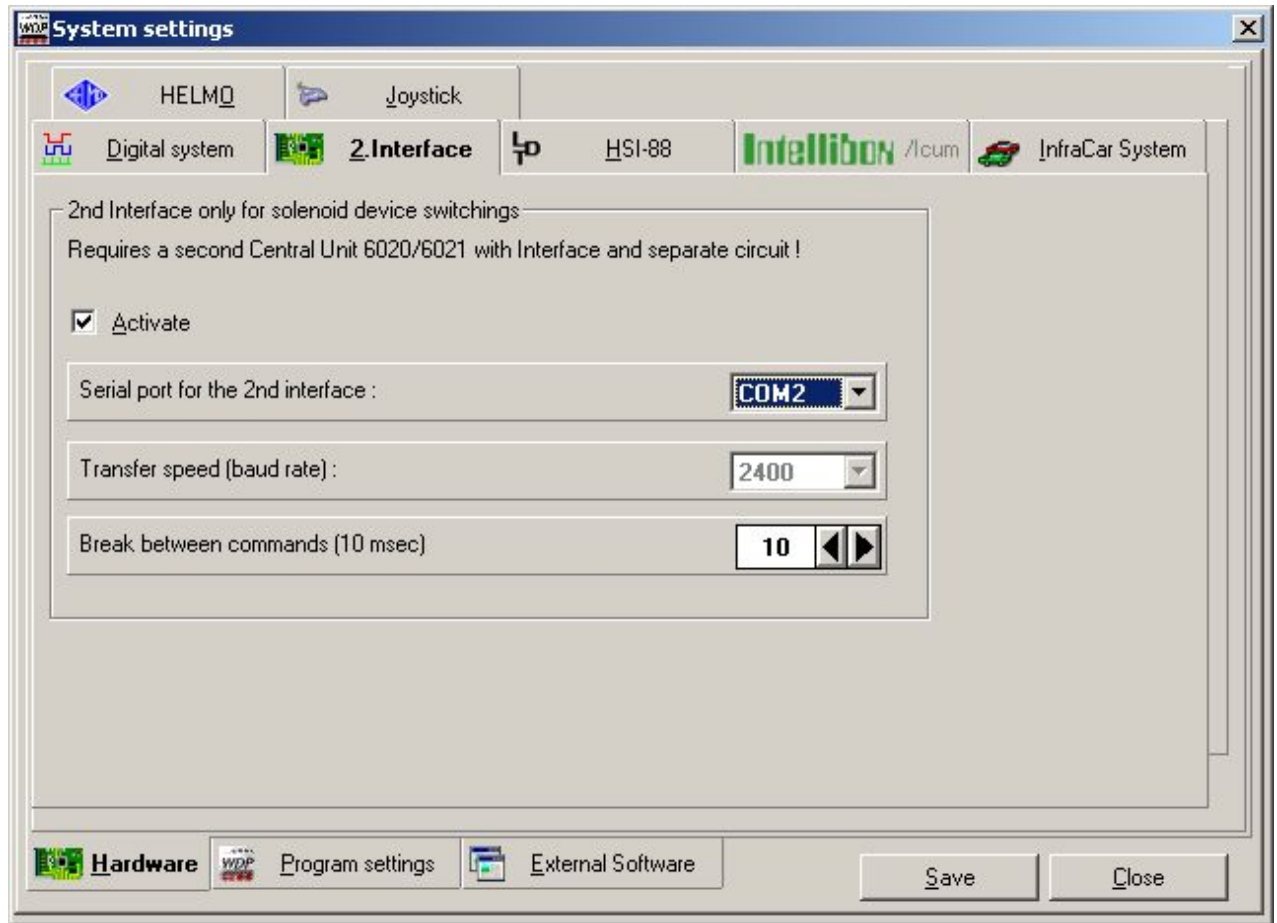 WDP System settings
HELMO Joystick
Digital system 2.Interface LDT HSI-88 Intellibox /Icum InfraCar System
2nd Interface only for solenoid device switchings
Requires a second Central Unit 6020/6021 with Interface and separate circuit !
Activate
Serial port for the 2nd interface : COM2
Transfer speed (baud rate) : 2400
Break between commands (10 msec) 10
Hardware WDP Program settings External Software
Save Close